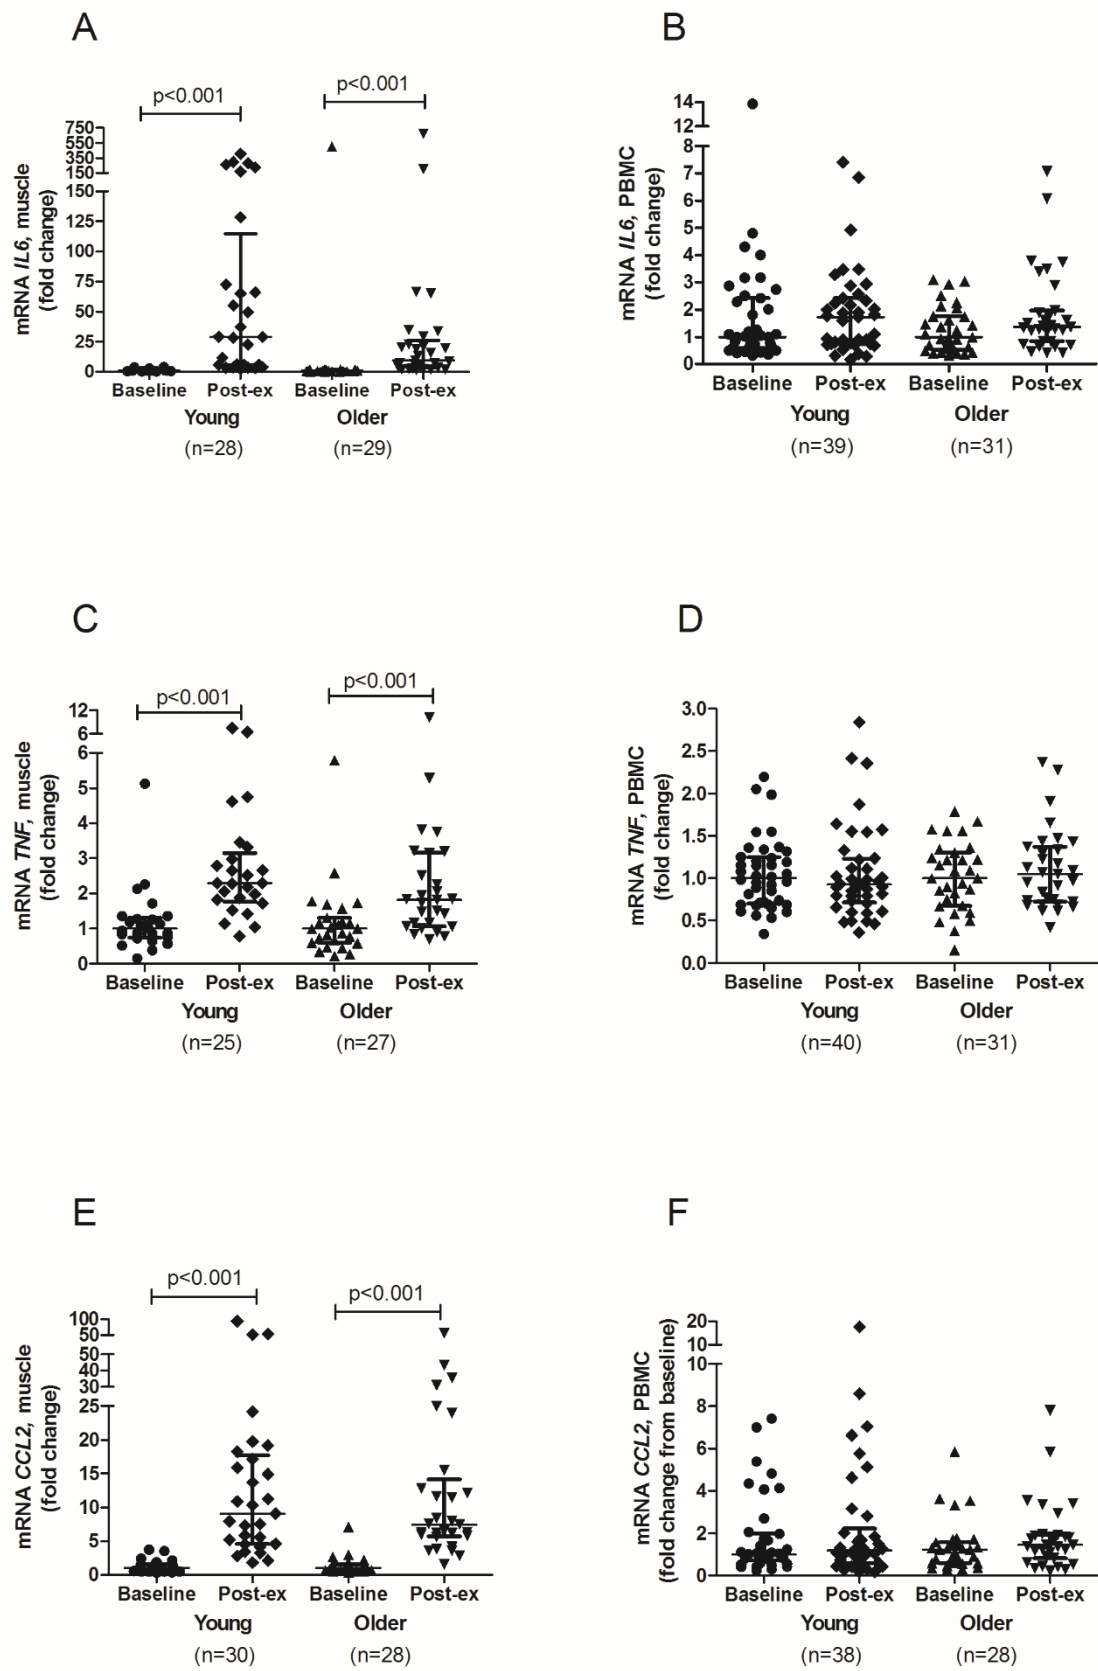 A
mRNA IL6, muscle
(fold change)
750
550
350
150
150
125
100
75
50
25
0
p<0.001
p<0.001
Baseline Post-ex Baseline Post-ex
Young Older
(n=28) (n=29)
B
mRNA IL6, PBMC
(fold change)
14
12
8
7
6
5
4
3
2
1
0
Baseline Post-ex Baseline Post-ex
Young Older
(n=39) (n=31)
C
mRNA TNF, muscle
(fold change)
12
6
6
5
4
3
2
1
0
p<0.001
p<0.001
Baseline Post-ex Baseline Post-ex
Young Older
(n=25) (n=27)
D
mRNA TNF, PBMC
(fold change)
3.0
2.5
2.0
1.5
1.0
0.5
0.0
Baseline Post-ex Baseline Post-ex
Young Older
(n=40) (n=31)
E
mRNA CCL2, muscle
(fold change)
100
50
50
40
30
25
20
15
10
5
0
p<0.001
p<0.001
Baseline Post-ex Baseline Post-ex
Young Older
(n=30) (n=28)
F
mRNA CCL2, PBMC
(fold change from baseline)
20
10
10
8
6
4
2
0
Baseline Post-ex Baseline Post-ex
Young Older
(n=38) (n=28)